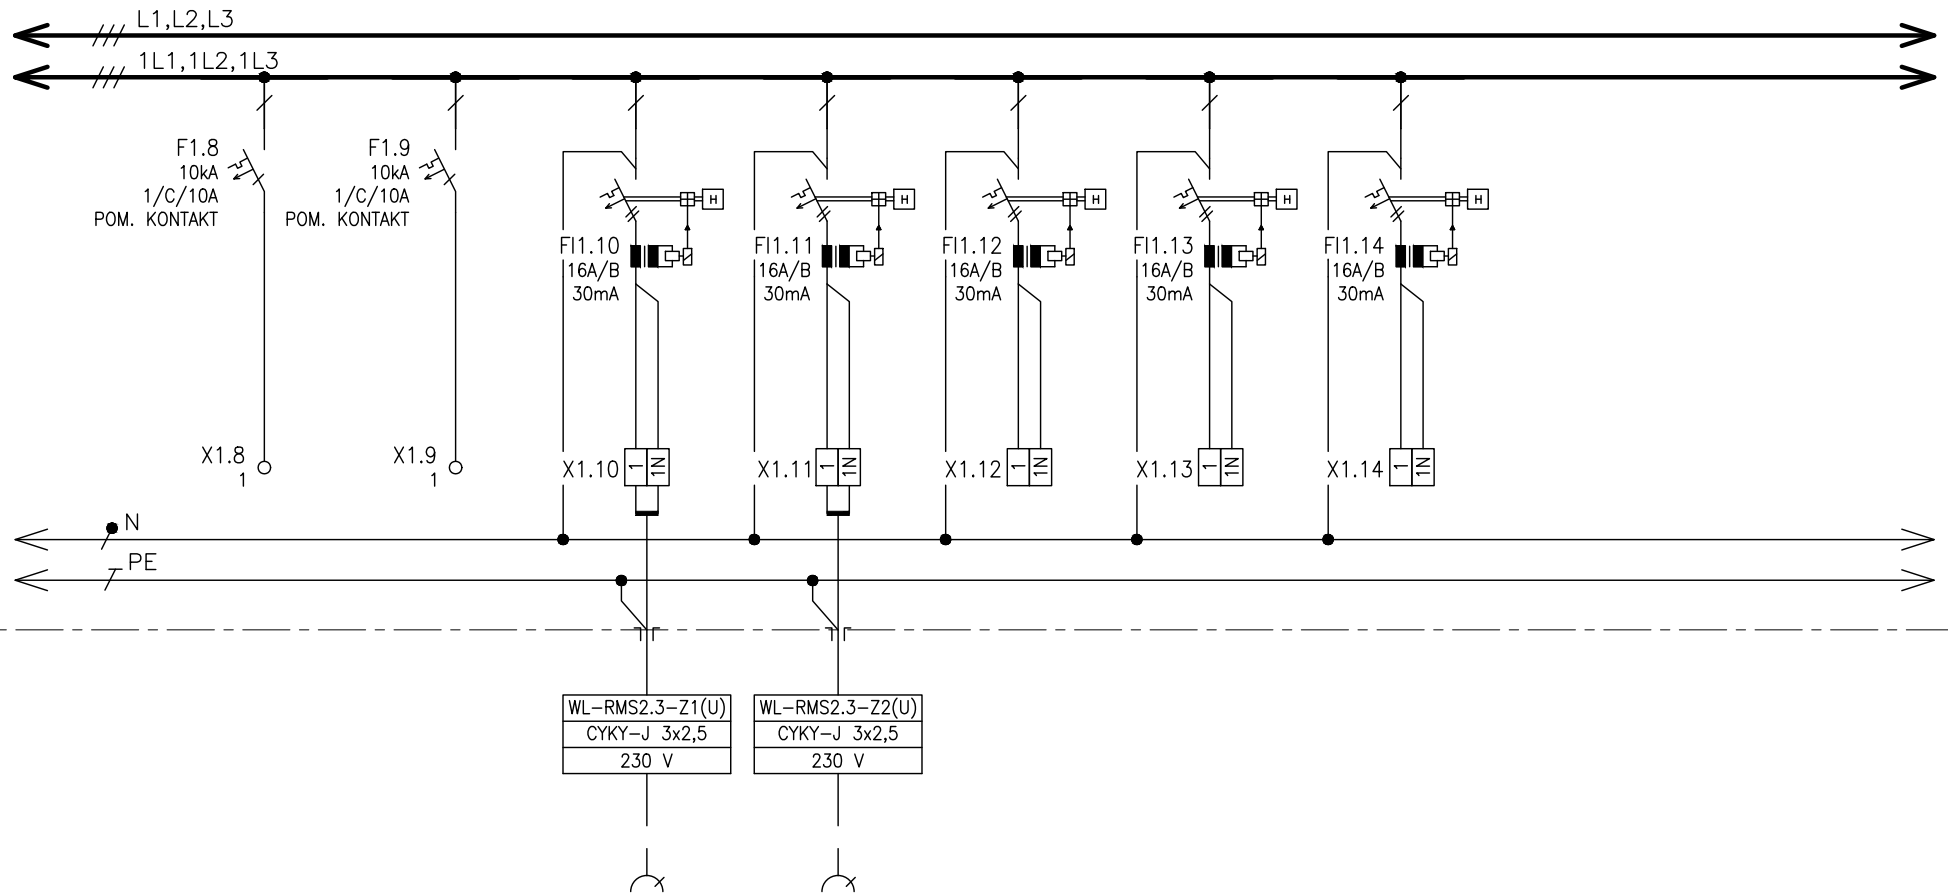 L1,L2,L3
1L1,1L2,1L3
F1.8
10kA
1/C/10A
POM. KONTAKT
F1.9
10kA
1/C/10A
POM. KONTAKT
H
H
H
H
H
FI1.10
16A/B
30mA
FI1.11
16A/B
30mA
FI1.12
16A/B
30mA
FI1.13
16A/B
30mA
FI1.14
16A/B
30mA
X1.8
1
X1.9
1
X1.10 1 1N
X1.11 1 1N
X1.12 1 1N
X1.13 1 1N
X1.14 1 1N
N
PE
WL-RMS2.3-Z1(U)
CYKY-J 3x2,5
230 V
WL-RMS2.3-Z2(U)
CYKY-J 3x2,5
230 V